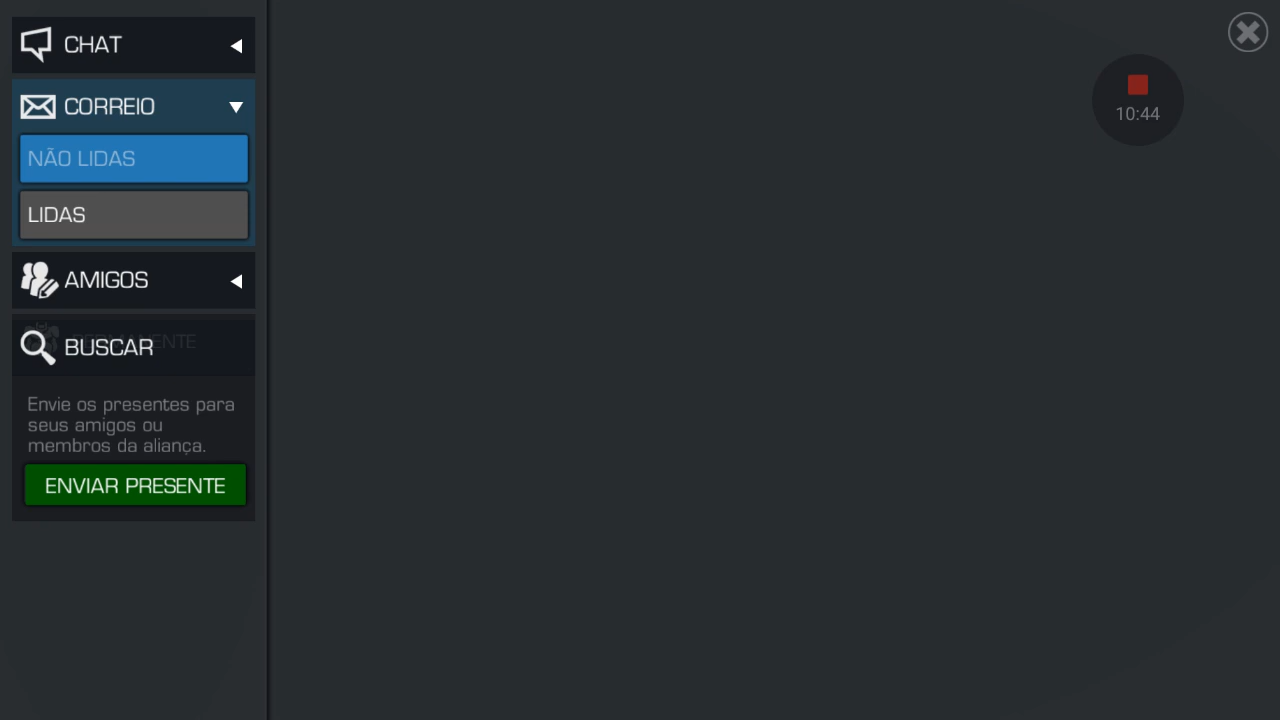 CHAT
10:44
CORREIO
NÃO LIDAS
LIDAS
AMIGOS
BUSCAR
Envie os presentes para
seus amigos ou
membros da aliança.
ENVIAR PRESENTE